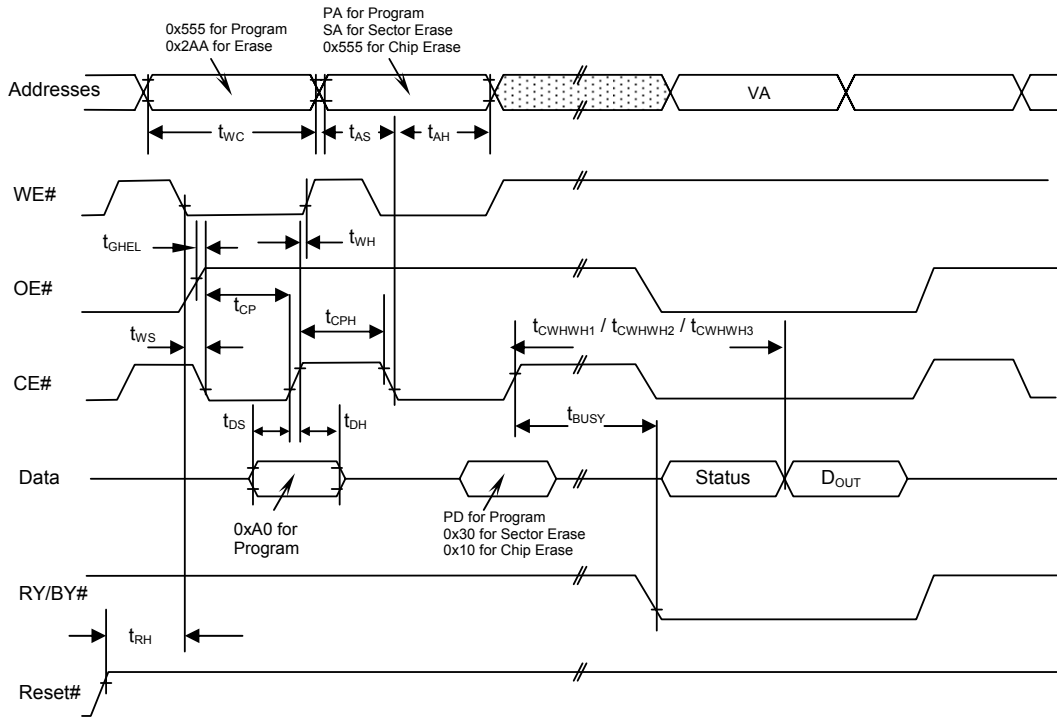 0x555 for Program
0x2AA for Erase
PA for Program
SA for Sector Erase
0x555 for Chip Erase
Addresses
VA
tWC
tAS
tAH
WE#
tGHEL
tWH
OE#
tCP
tCPH
tWS
tCWHWH1 / tCWHWH2 / tCWHWH3
CE#
tDS
tDH
tBUSY
Data
Status
DOUT
0xA0 for
Program
PD for Program
0x30 for Sector Erase
0x10 for Chip Erase
RY/BY#
tRH
Reset#